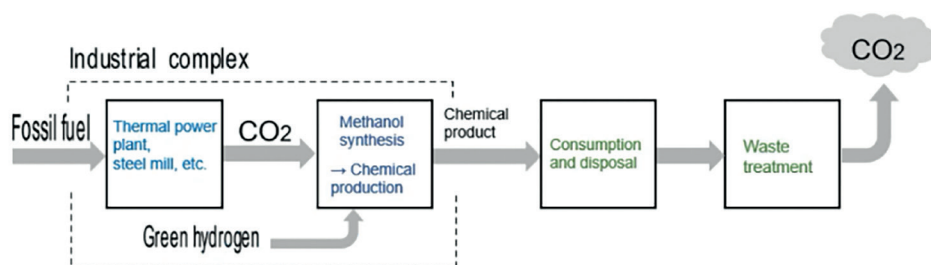 Industrial complex
Fossil fuel
Thermal power
plant,
steel mill, etc.
CO2
Methanol
synthesis
→ Chemical
production
Green hydrogen
Chemical
product
Consumption
and disposal
Waste
treatment
CO2